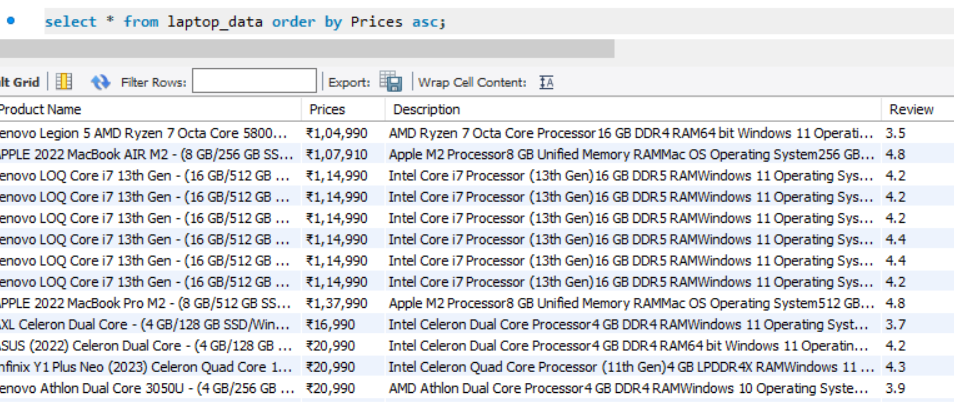 select * from laptop_data order by Prices asc;
lt Grid Filter Rows: Export: Wrap Cell Content: IA
Product Name Prices Description Review
enovo Legion 5 AMD Ryzen 7 Octa Core 5800... ₹1,04,990 AMD Ryzen 7 Octa Core Processor16 GB DDR4 RAM64 bit Windows 11 Operati... 3.5
PPLE 2022 MacBook AIR M2 - (8 GB/256 GB SS... ₹1,07,910 Apple M2 Processor8 GB Unified Memory RAMMac OS Operating System256 GB... 4.8
enovo LOQ Core i7 13th Gen - (16 GB/512 GB ... ₹1,14,990 Intel Core i7 Processor (13th Gen)16 GB DDR5 RAMWindows 11 Operating Sys... 4.2
enovo LOQ Core i7 13th Gen - (16 GB/512 GB ... ₹1,14,990 Intel Core i7 Processor (13th Gen)16 GB DDR5 RAMWindows 11 Operating Sys... 4.2
enovo LOQ Core i7 13th Gen - (16 GB/512 GB ... ₹1,14,990 Intel Core i7 Processor (13th Gen)16 GB DDR5 RAMWindows 11 Operating Sys... 4.2
enovo LOQ Core i7 13th Gen - (16 GB/512 GB ... ₹1,14,990 Intel Core i7 Processor (13th Gen)16 GB DDR5 RAMWindows 11 Operating Sys... 4.4
enovo LOQ Core i7 13th Gen - (16 GB/512 GB ... ₹1,14,990 Intel Core i7 Processor (13th Gen)16 GB DDR5 RAMWindows 11 Operating Sys... 4.4
enovo LOQ Core i7 13th Gen - (16 GB/512 GB ... ₹1,14,990 Intel Core i7 Processor (13th Gen)16 GB DDR5 RAMWindows 11 Operating Sys... 4.2
PPLE 2022 MacBook Pro M2 - (8 GB/512 GB SS... ₹1,37,990 Apple M2 Processor8 GB Unified Memory RAMMac OS Operating System512 GB... 4.8
XL Celeron Dual Core - (4 GB/128 GB SSD/Win... ₹16,990 Intel Celeron Dual Core Processor4 GB DDR4 RAMWindows 11 Operating Syst... 3.7
SUS (2022) Celeron Dual Core - (4 GB/128 GB ... ₹20,990 Intel Celeron Dual Core Processor4 GB DDR4 RAM64 bit Windows 11 Operatin... 4.2
nfinix Y1 Plus Neo (2023) Celeron Quad Core 1... ₹20,990 Intel Celeron Quad Core Processor (11th Gen)4 GB LPDDR4X RAMWindows 11 ... 4.3
enovo Athlon Dual Core 3050U - (4 GB/256 GB ... ₹20,990 AMD Athlon Dual Core Processor4 GB DDR4 RAMWindows 10 Operating Syste... 3.9